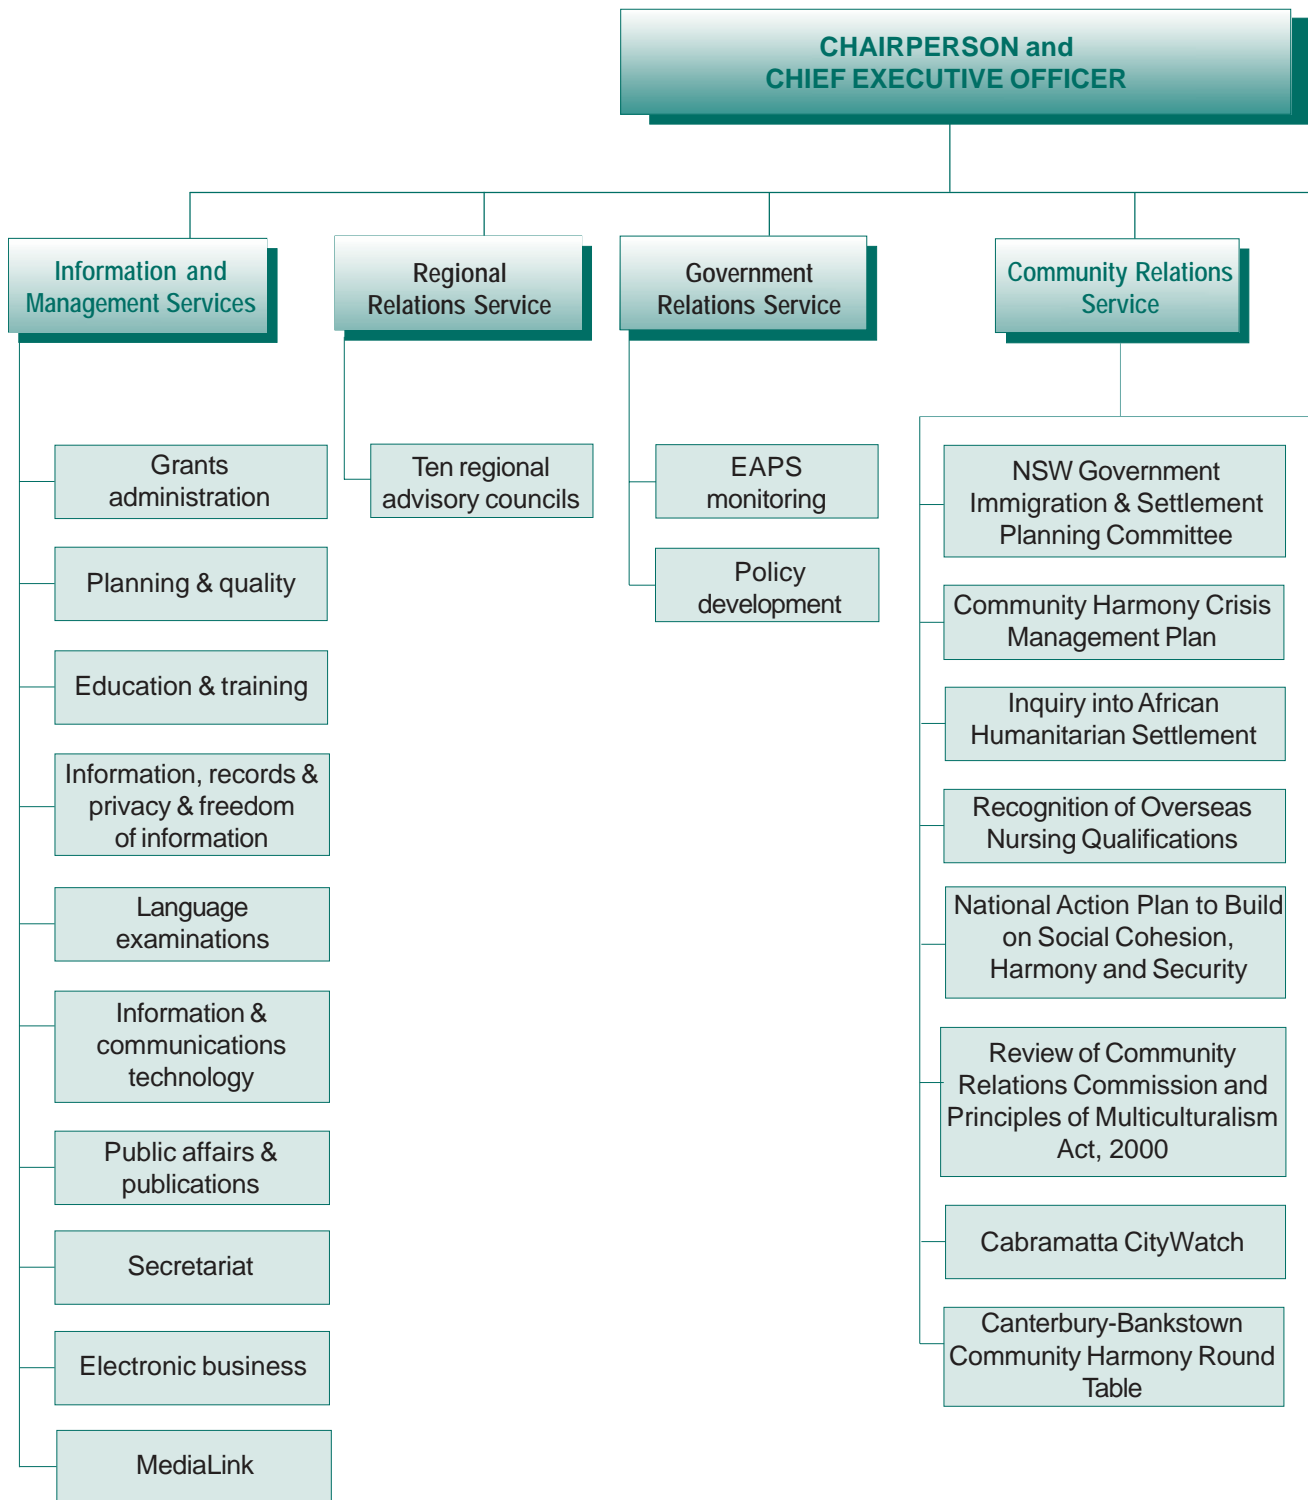 CHAIRPERSON and
CHIEF EXECUTIVE OFFICER
Information and
Management Services
Grants
administration
Planning & quality
Education & training
Information, records &
privacy & freedom
of information
Language
examinations
Information &
communications
technology
Public affairs &
publications
Secretariat
Electronic business
MediaLink
Regional
Relations Service
Ten regional
advisory councils
Government
Relations Service
EAPS
monitoring
Policy
development
Community Relations
Service
NSW Government
Immigration & Settlement
Planning Committee
Community Harmony Crisis
Management Plan
Inquiry into African
Humanitarian Settlement
Recognition of Overseas
Nursing Qualifications
National Action Plan to Build
on Social Cohesion,
Harmony and Security
Review of Community
Relations Commission and
Principles of Multiculturalism
Act, 2000
Cabramatta CityWatch
Canterbury-Bankstown
Community Harmony Round
Table